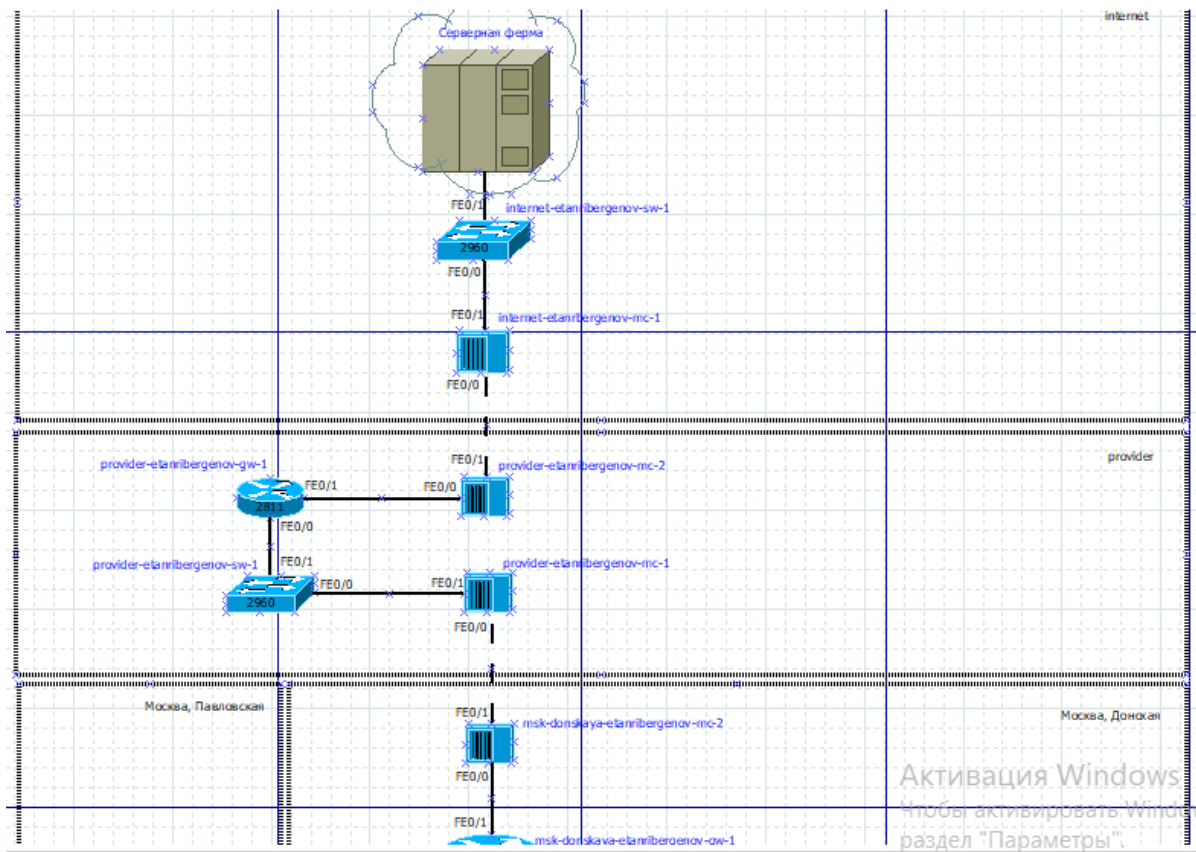 internet
Серверная ферма
FE0/1
internet-etanribergenov-sw-1
2960
FE0/0
FE0/1
internet-etanribergenov-mc-1
FE0/0
provider
FE0/1
provider-etanribergenov-mc-2
provider-etanribergenov-gw-1
FE0/1
FE0/0
2811
FE0/0
provider-etanribergenov-sw-1
FE0/1
provider-etanribergenov-mc-1
FE0/0
FE0/1
2960
FE0/0
Москва, Павловская
FE0/1
msk-donskaya-etanribergenov-mc-2
Москва, Донская
FE0/0
Активация Windows
Чтобы активировать Windows
раздел "Параметры".
FE0/1
msk-donskaya-etanribergenov-gw-1